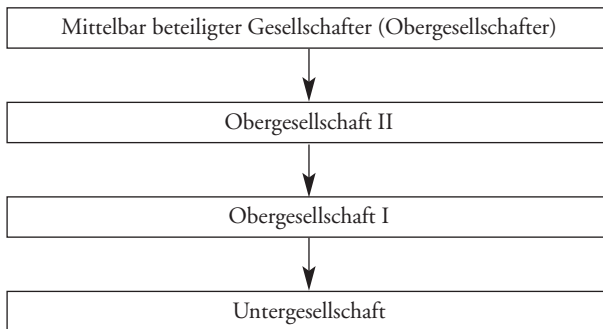 Mittelbar beteiligter Gesellschafter (Obergesellschafter)
Obergesellschaft II
Obergesellschaft I
Untergesellschaft